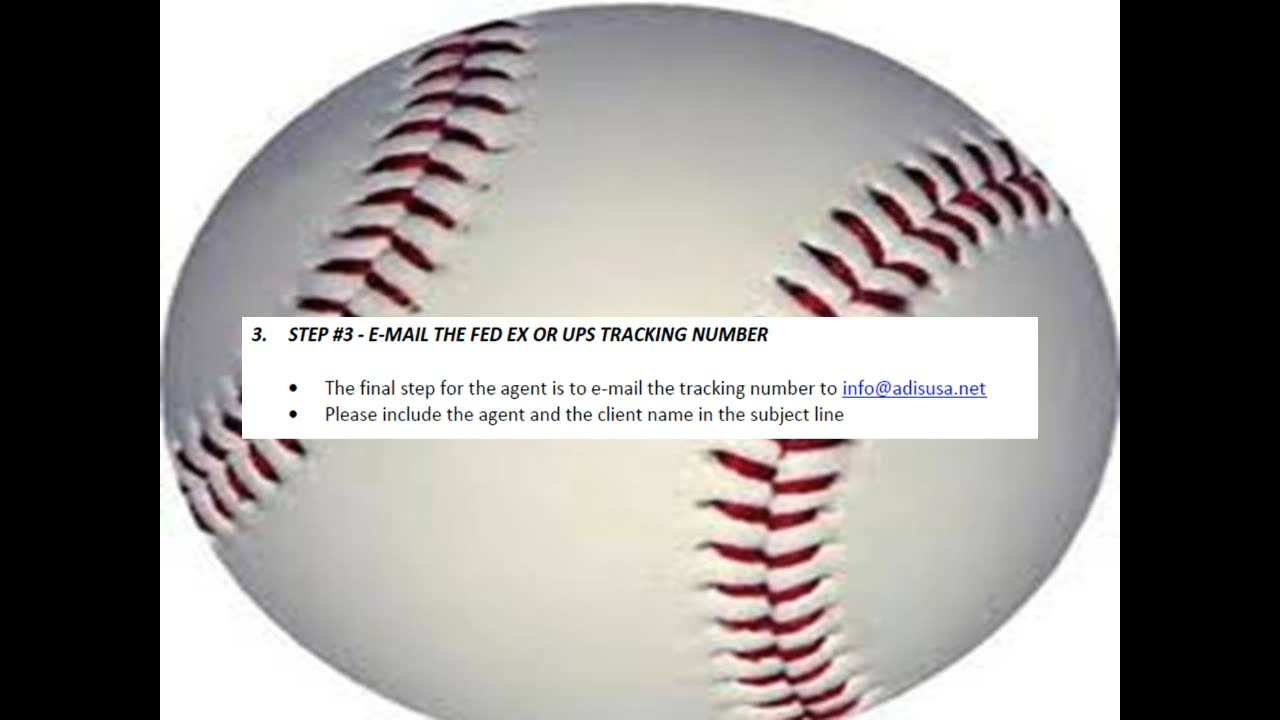 3. STEP #3 - E-MAIL THE FED EX OR UPS TRACKING NUMBER
• The final step for the agent is to e-mail the tracking number to info@adisusa.net
• Please include the agent and the client name in the subject line